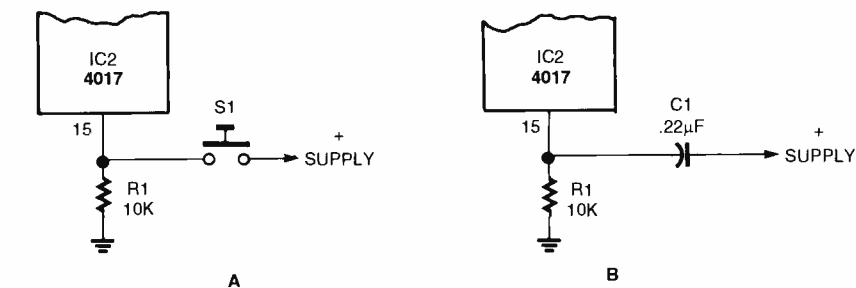 IC2
4017
15
S1
+
SUPPLY
R1
10K
A
IC2
4017
15
C1
.22µF
+
SUPPLY
R1
10K
B